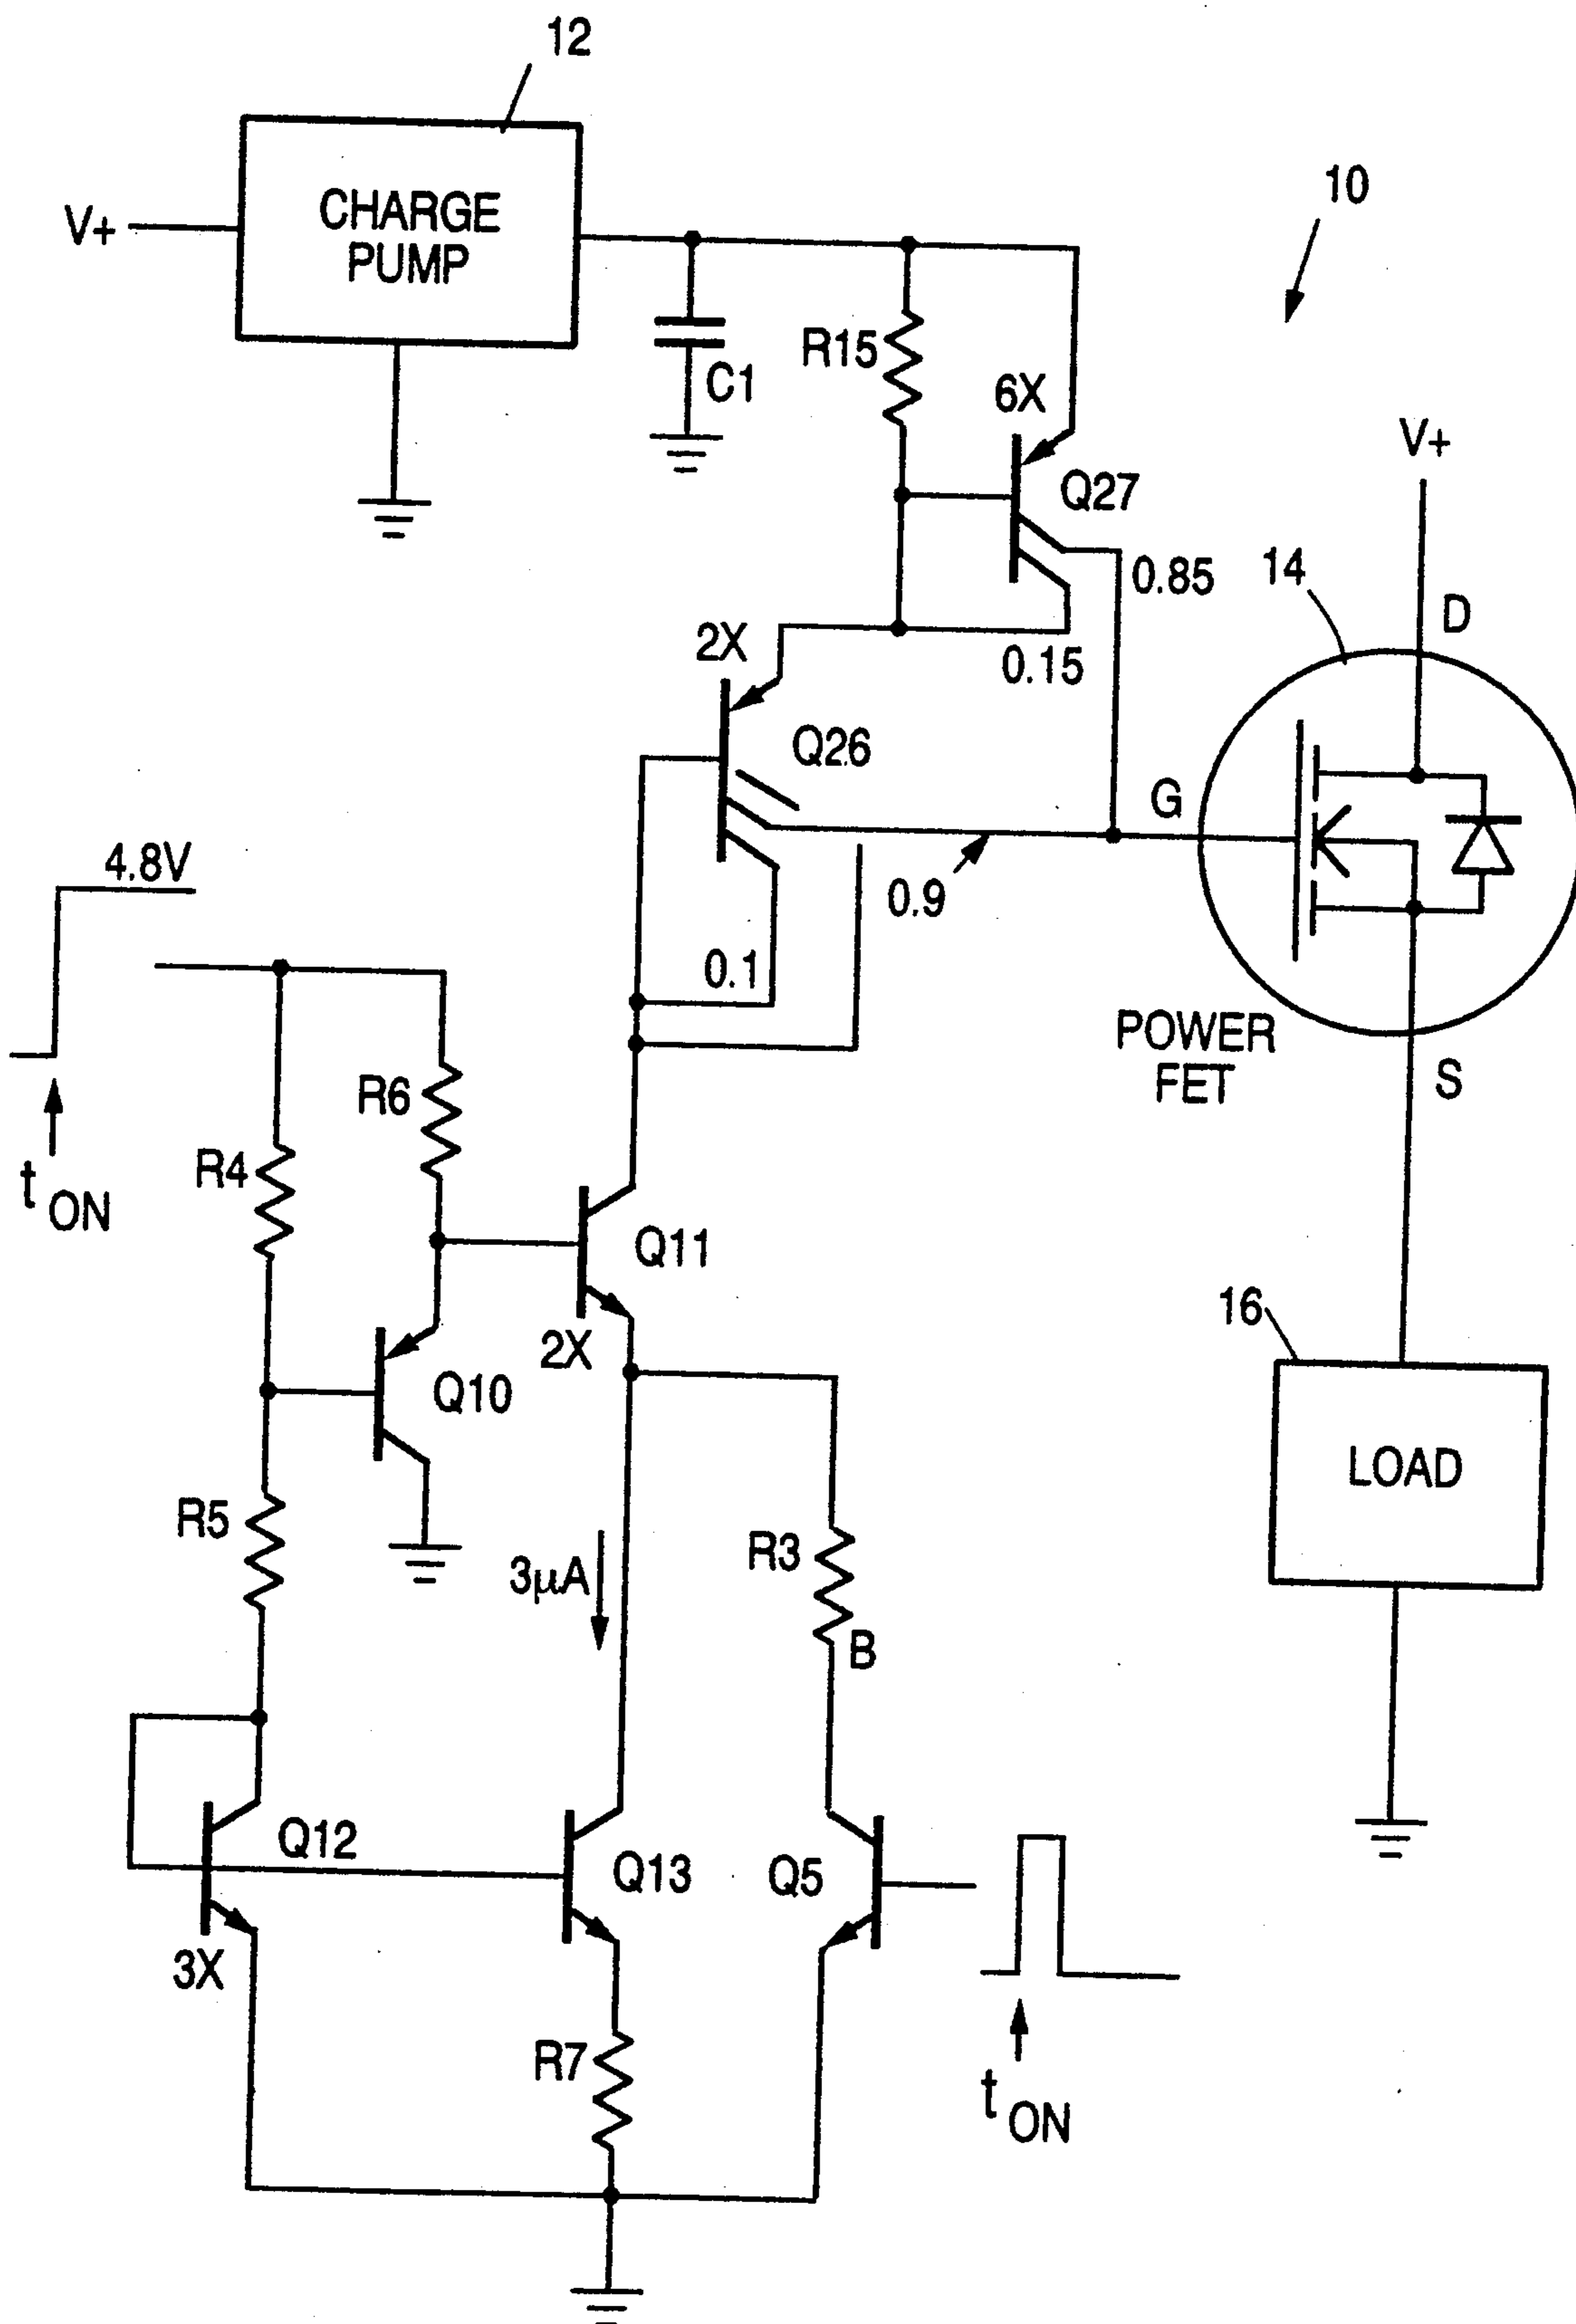 12
10
V+
CHARGE
PUMP
R15
C1
6X
Q27
V+
0.85
14
D
2X
0.15
Q26
G
4.8V
0.9
0.1
POWER
FET
S
R6
R4
tON
Q11
2X
16
Q10
LOAD
R5
R3
3µA
B
Q12
Q13
Q5
3X
R7
tON